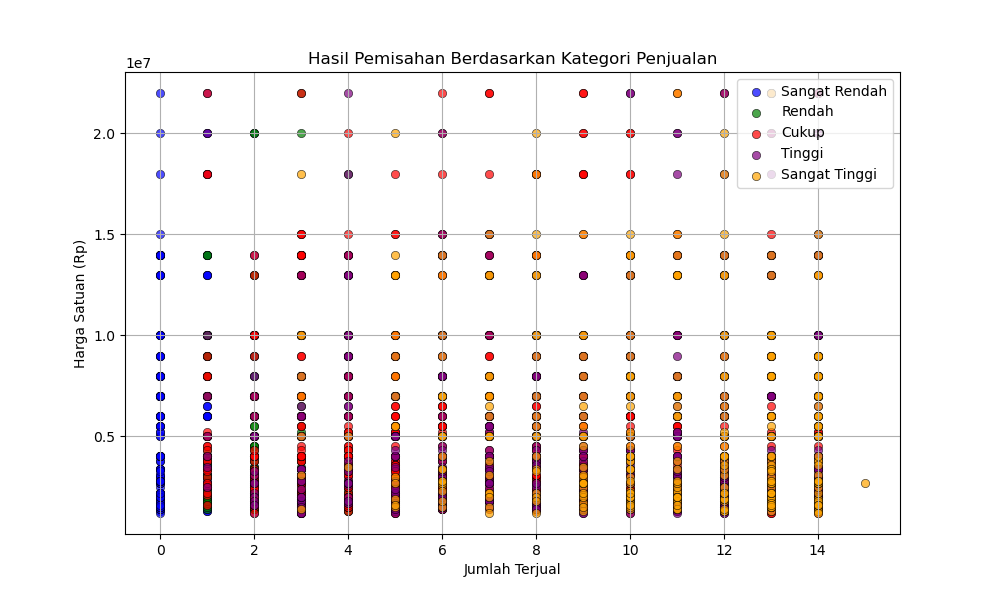 Hasil Pemisahan Berdasarkan Kategori Penjualan
1e7
2.0
1.5
1.0
0.5
Harga Satuan (Rp)
Sangat Rendah
Rendah
Cukup
Tinggi
Sangat Tinggi
0 2 4 6 8 10 12 14
Jumlah Terjual